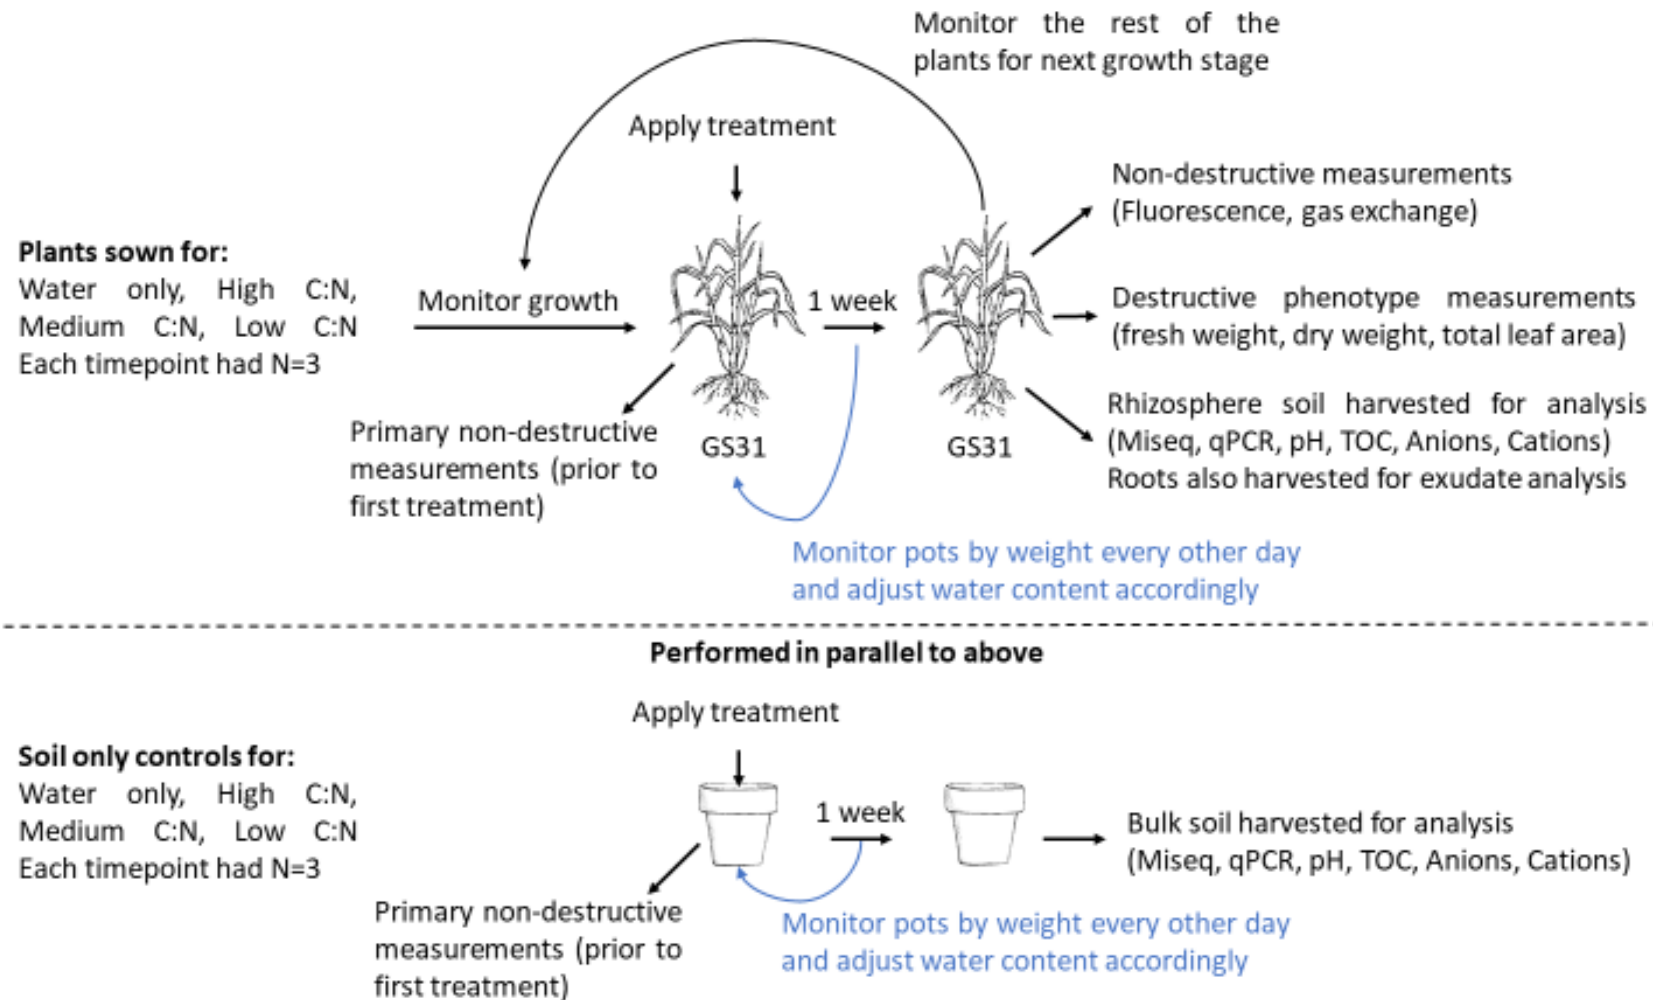 Monitor the rest of the
plants for next growth stage
Apply treatment
Non-destructive measurements
(Fluorescence, gas exchange)
Plants sown for:
Water only, High C:N,
Medium C:N, Low C:N
Each timepoint had N=3
Monitor growth
1 week
Destructive phenotype measurements
(fresh weight, dry weight, total leaf area)
Primary non-destructive
measurements (prior to
first treatment)
GS31
GS31
Rhizosphere soil harvested for analysis
(Miseq, qPCR, pH, TOC, Anions, Cations)
Roots also harvested for exudate analysis
Monitor pots by weight every other day
and adjust water content accordingly
Performed in parallel to above
Apply treatment
Soil only controls for:
Water only, High C:N,
Medium C:N, Low C:N
Each timepoint had N=3
1 week
Bulk soil harvested for analysis
(Miseq, qPCR, pH, TOC, Anions, Cations)
Primary non-destructive
measurements (prior to
first treatment)
Monitor pots by weight every other day
and adjust water content accordingly